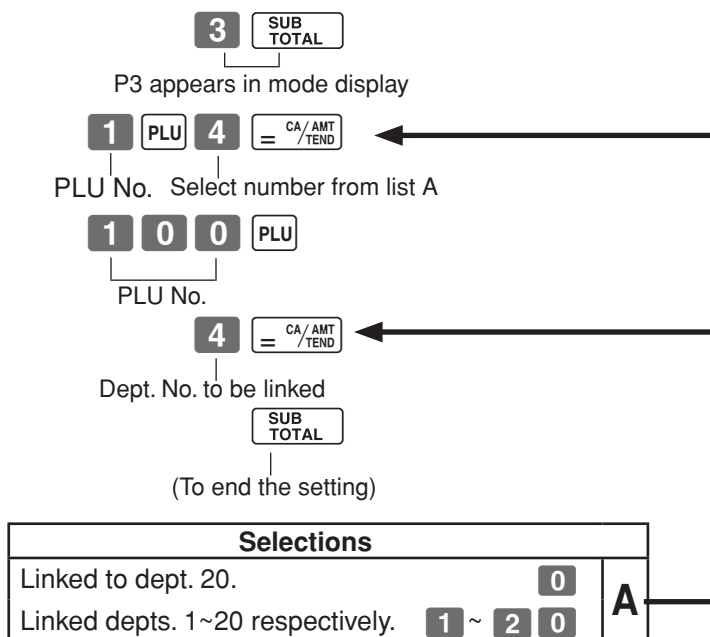 3 SUB TOTAL
P3 appears in mode display
1 PLU 4 = CA/AMT TEND
PLU No. Select number from list A
1 0 0 PLU
PLU No.
4 = CA/AMT TEND
Dept. No. to be linked
SUB TOTAL
(To end the setting)
Selections
Linked to dept. 20. 0
A
Linked depts. 1~20 respectively. 1 ~ 2 0